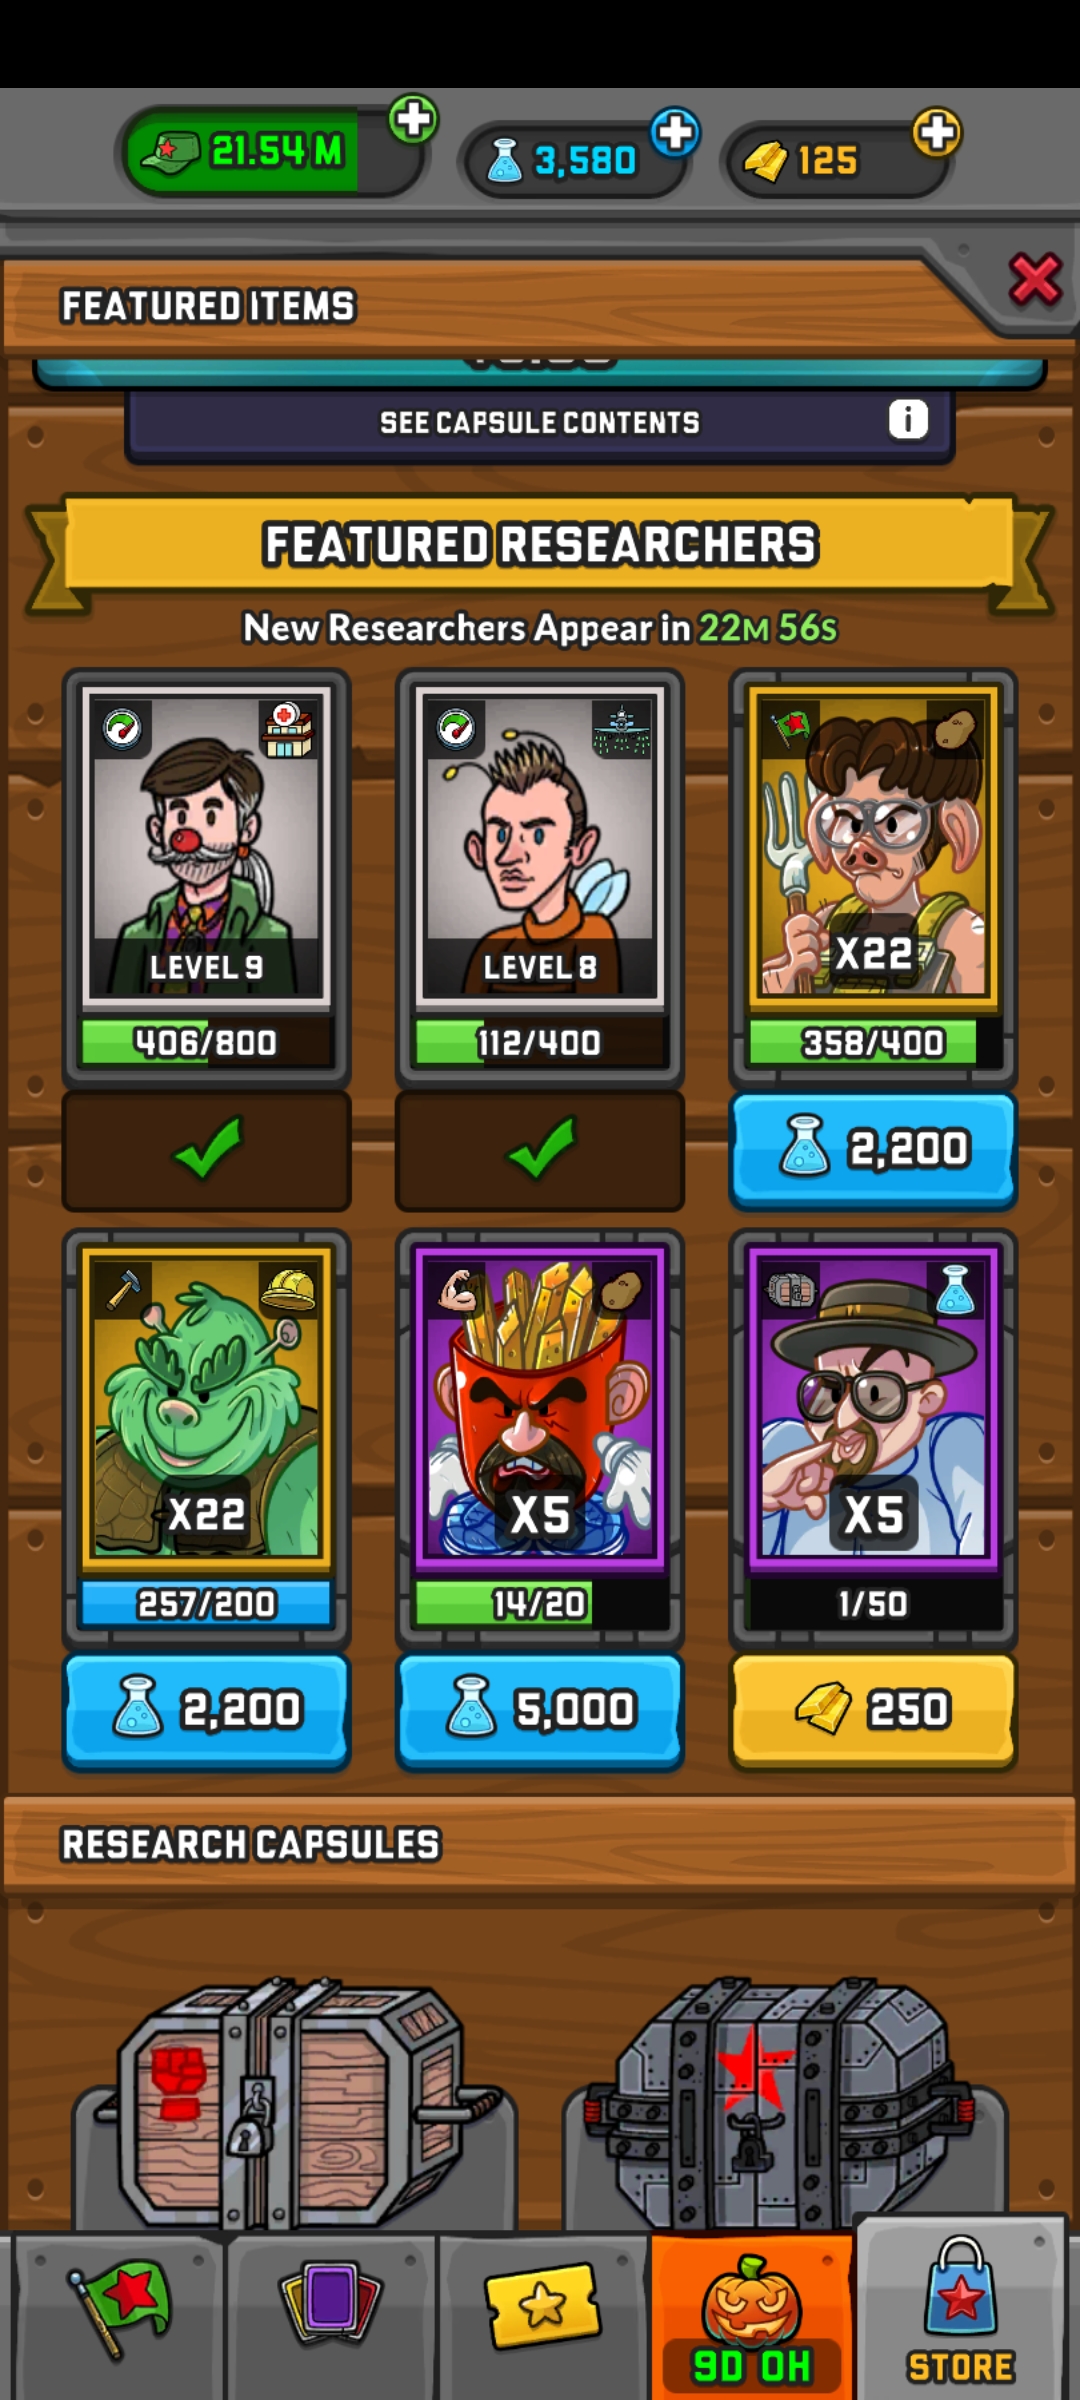 21.54 M 3,580 125
FEATURED ITEMS
SEE CAPSULE CONTENTS i
FEATURED RESEARCHERS
New Researchers Appear in 22M 56S
LEVEL 9 LEVEL 8 X22
406/800 112/400 358/400
2,200
X22 X5 X5
257/200 14/20 1/50
2,200 5,000 250
RESEARCH CAPSULES
9D 0H STORE